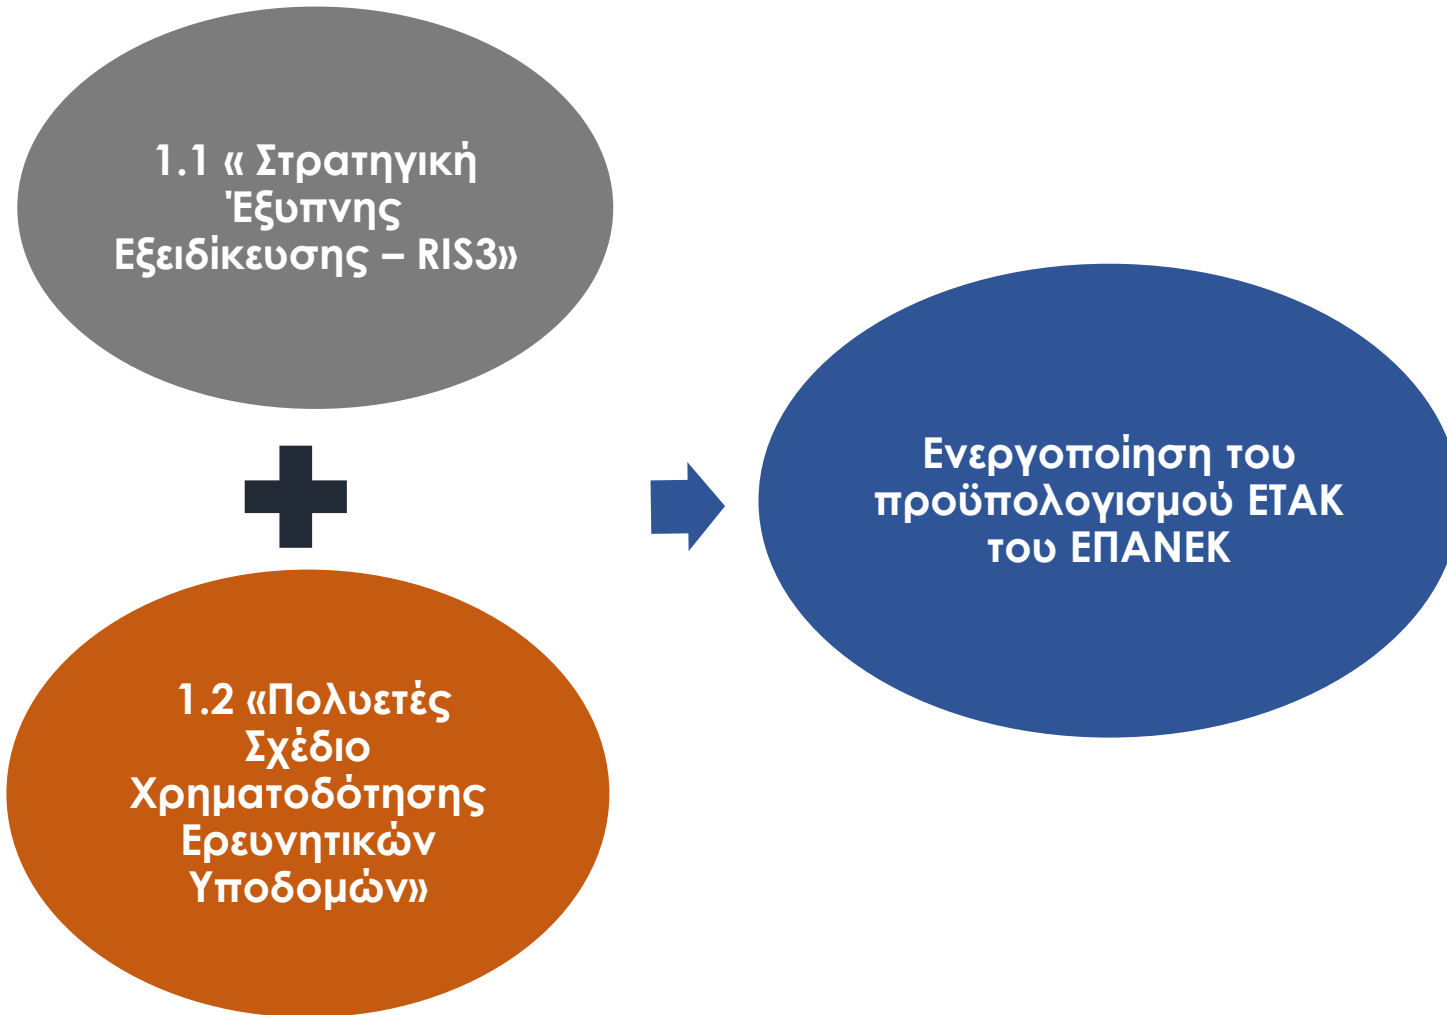 1.1 « Στρατηγική
Έξυπνης
Εξειδίκευσης – RIS3»
1.2 «Πολυετές
Σχέδιο
Χρηματοδότησης
Ερευνητικών
Υποδομών»
Ενεργοποίηση του
προϋπολογισμού ΕΤΑΚ
του ΕΠΑΝΕΚ